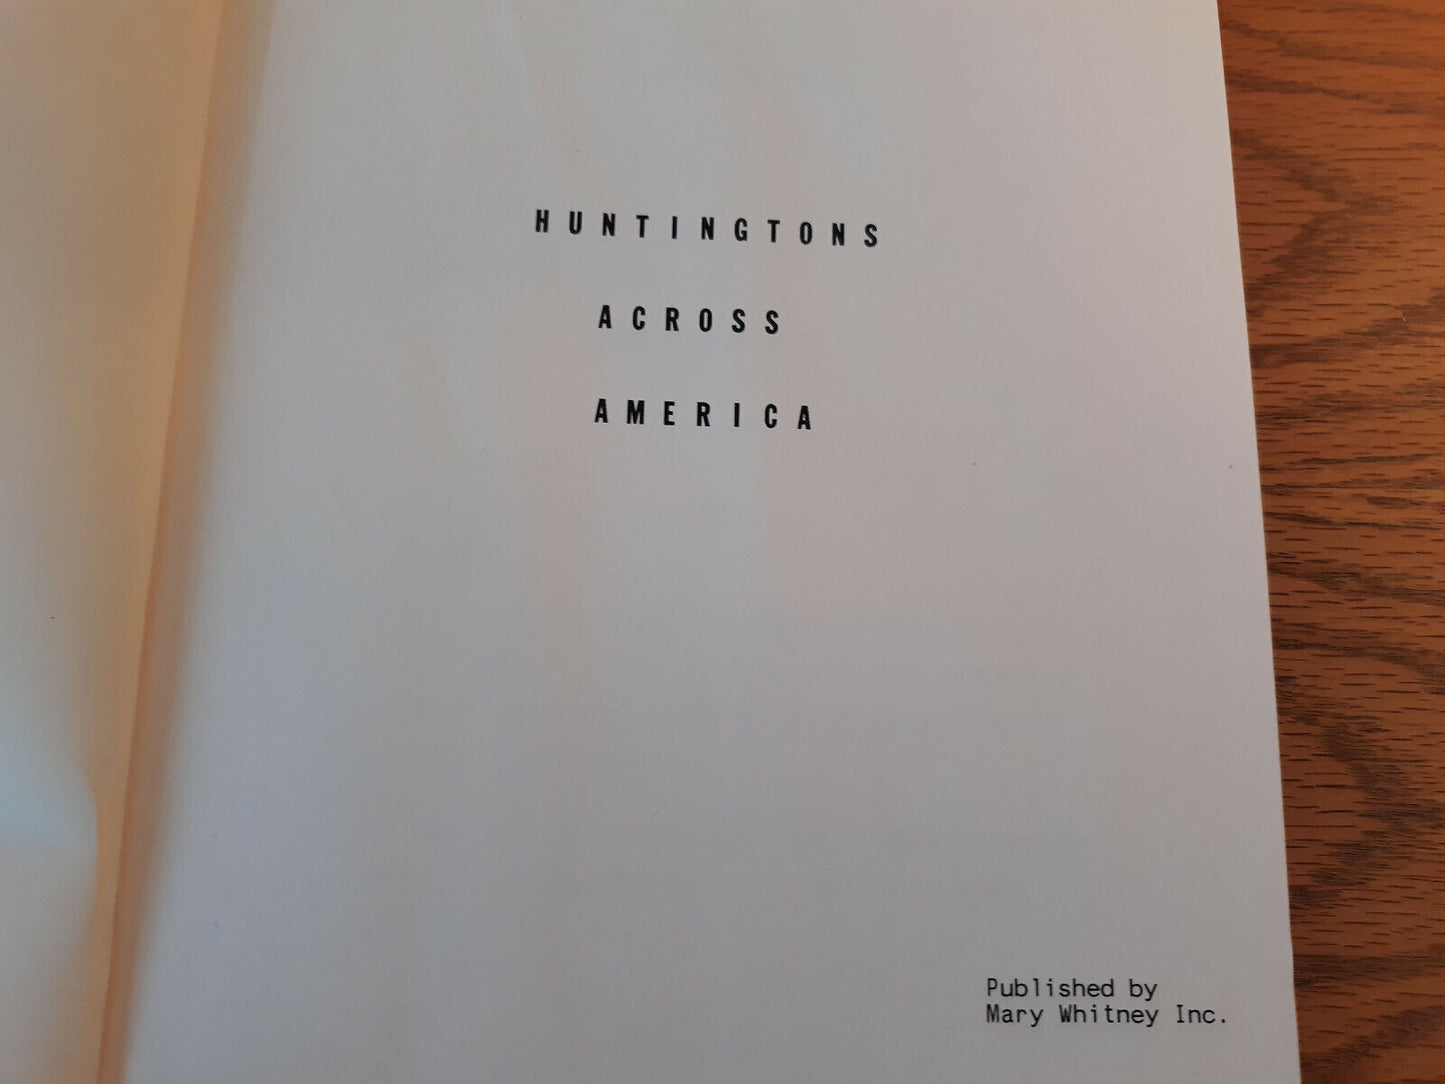 HUNTINGTONS
ACROSS
AMERICA
Published by
Mary Whitney Inc.